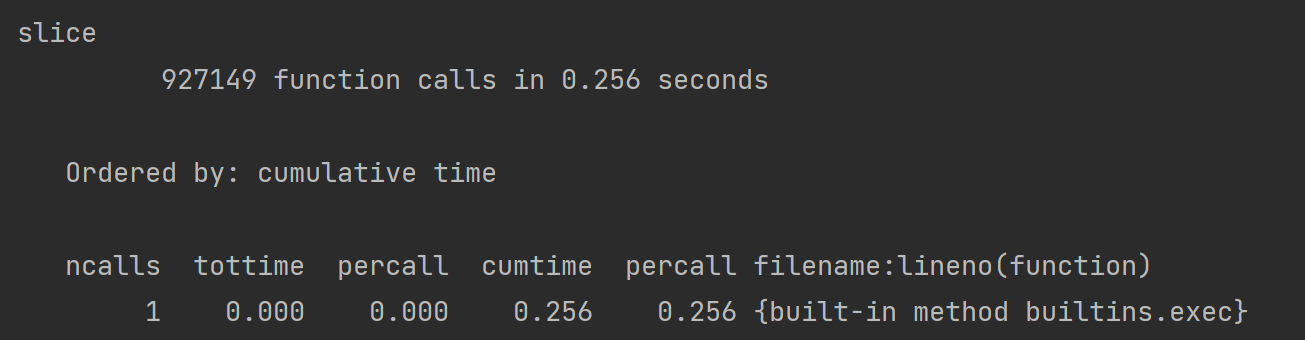 slice
927149 function calls in 0.256 seconds
Ordered by: cumulative time
ncalls  tottime  percall  cumtime  percall filename:lineno(function)
1    0.000    0.000    0.256    0.256 {built-in method builtins.exec}